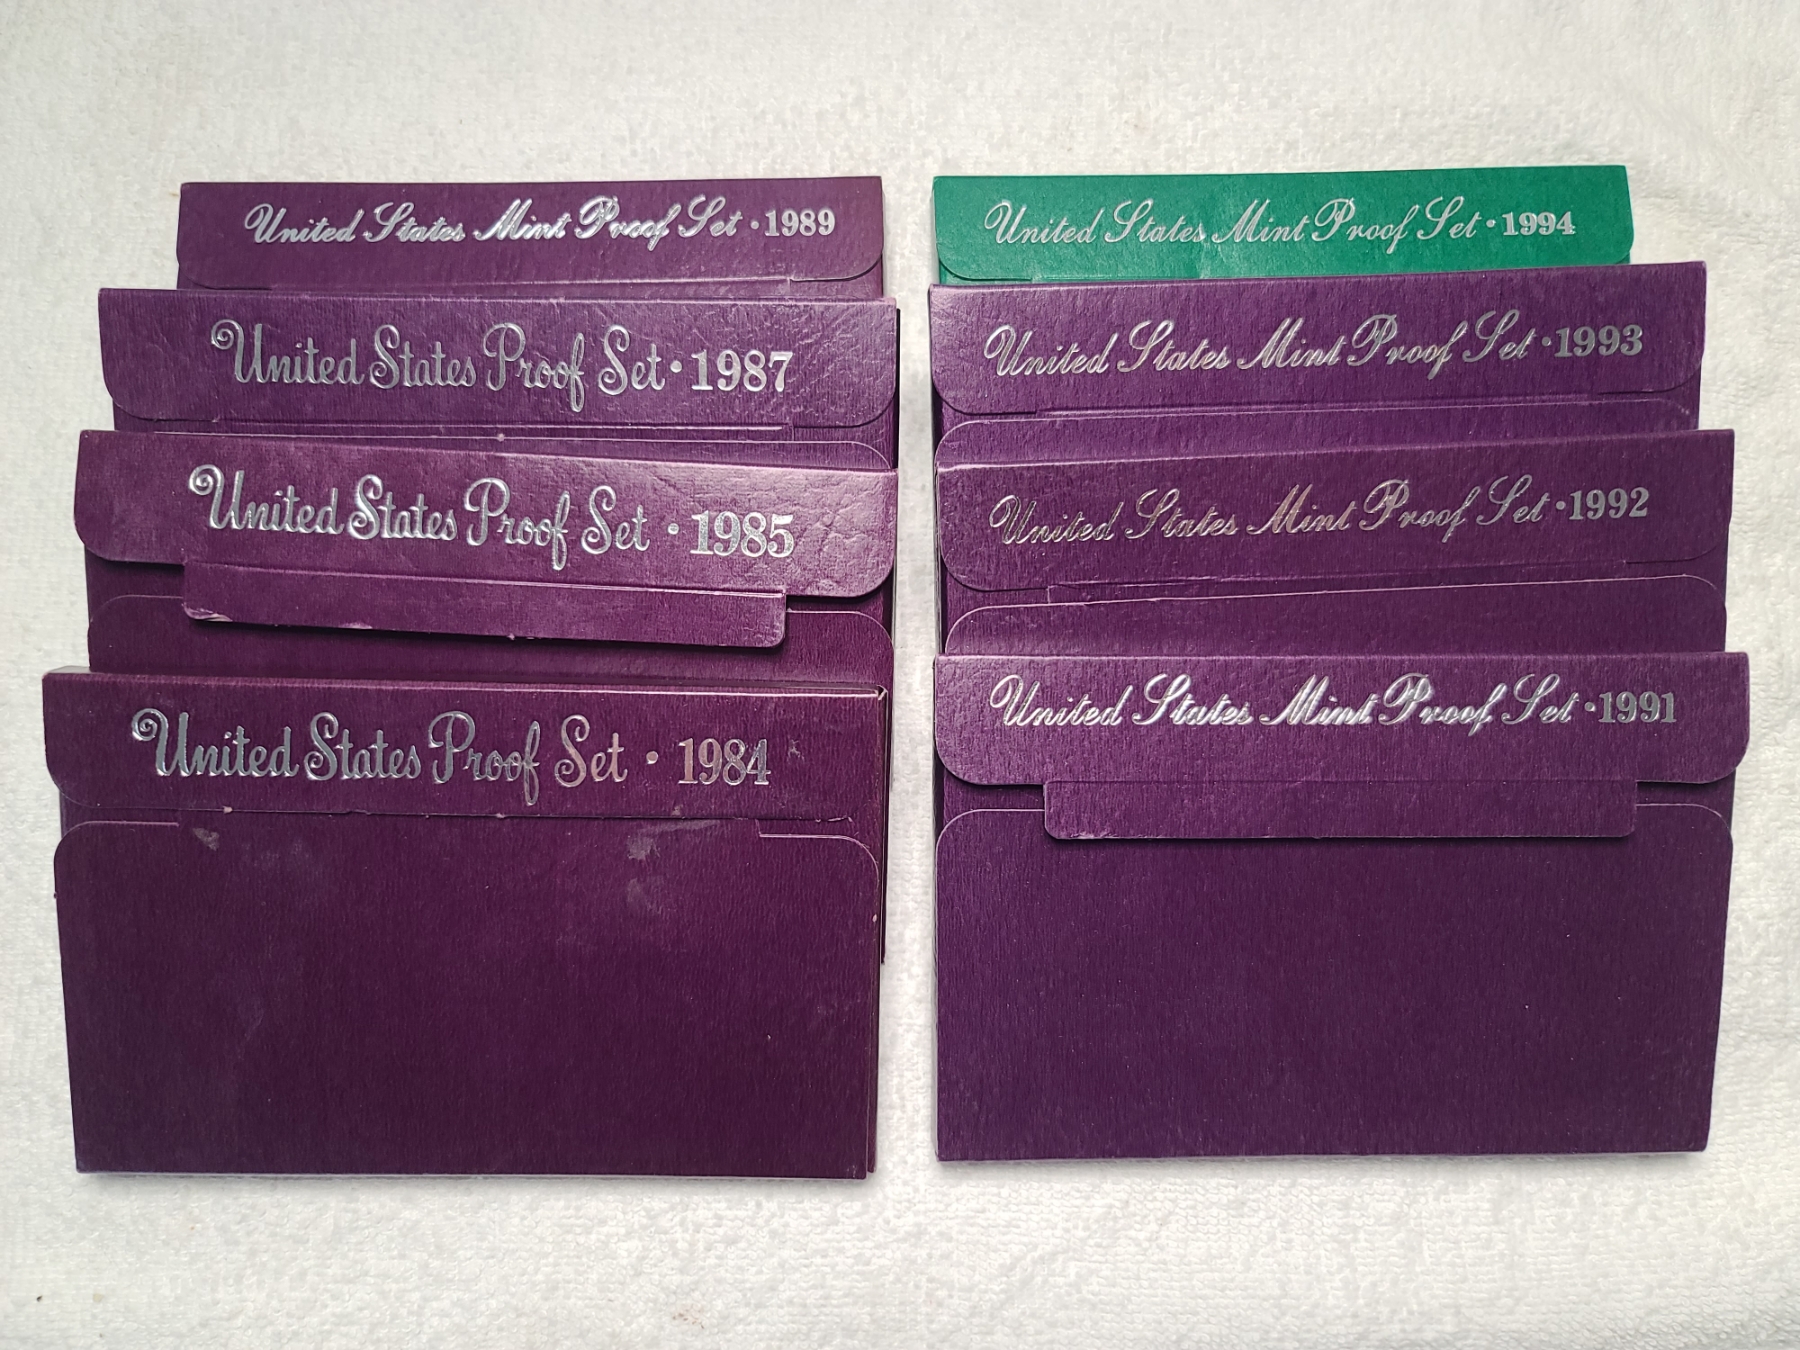 United States Mint Proof Set · 1989
United States Proof Set · 1987
United States Proof Set · 1985
United States Proof Set · 1984
United States Mint Proof Set · 1994
United States Mint Proof Set · 1993
United States Mint Proof Set · 1992
United States Mint Proof Set · 1991